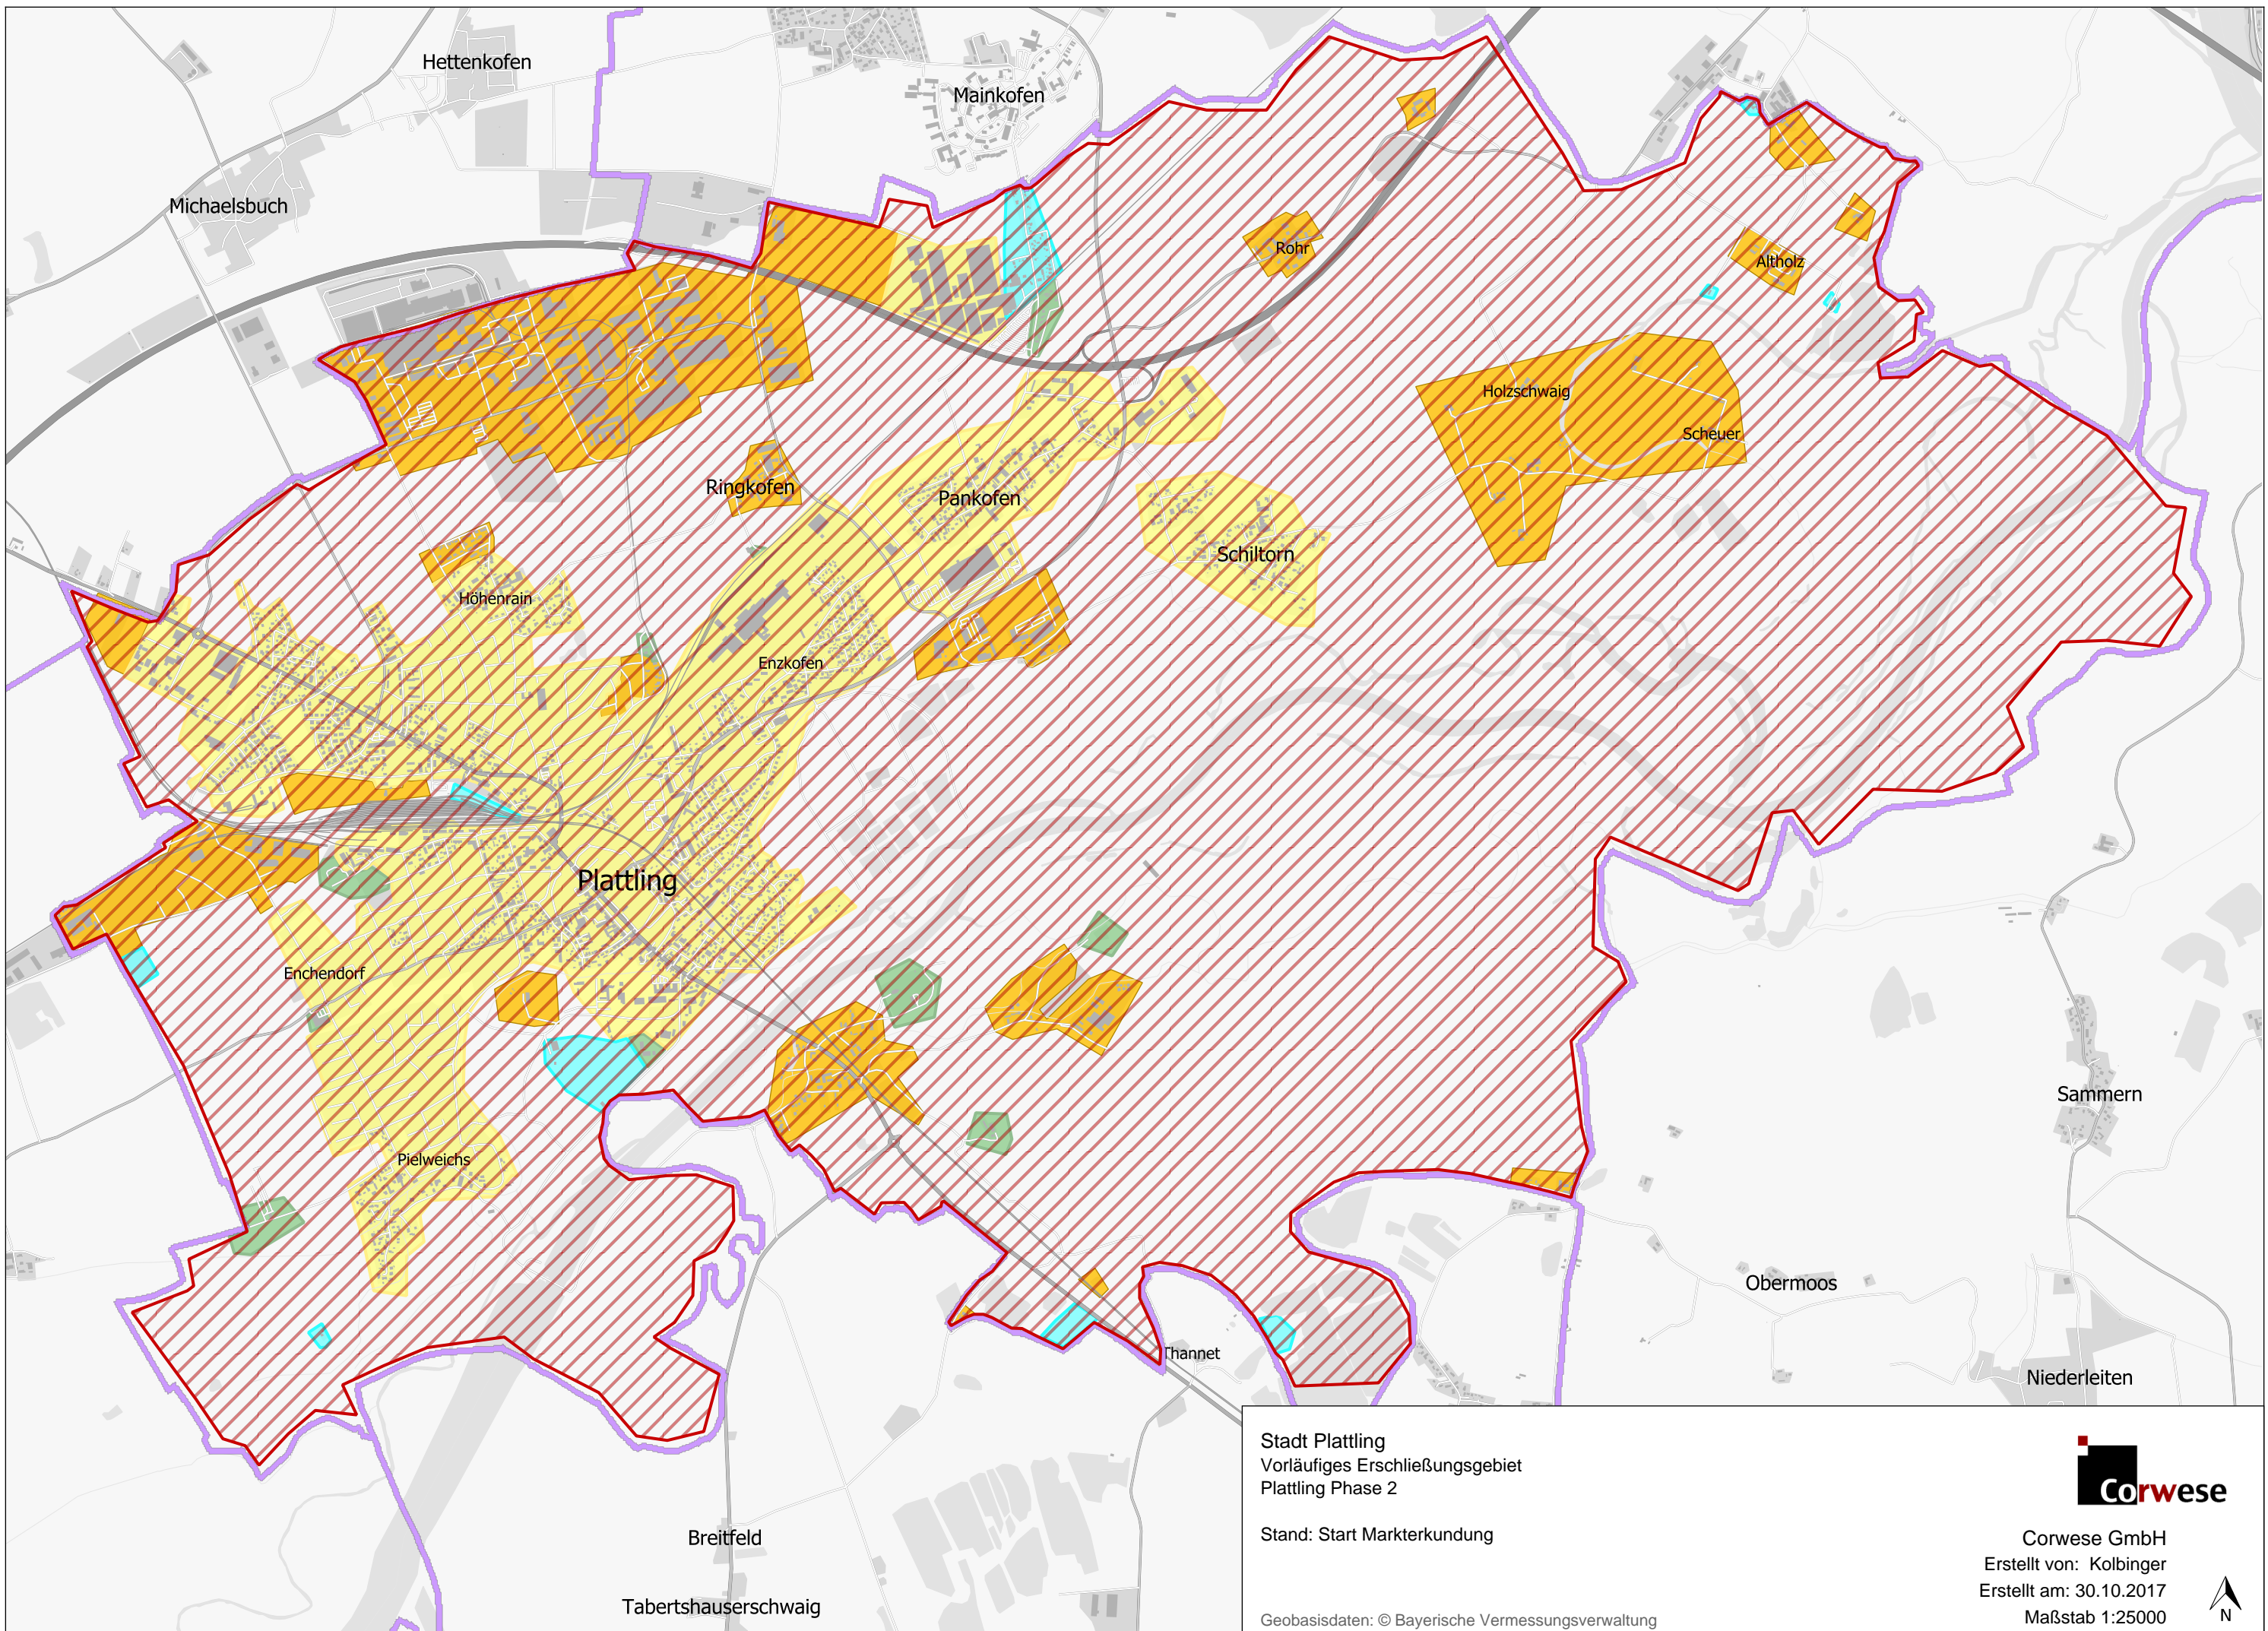 Hettenkofen
Mainkofen
Michaelsbuch
Rohr
Altholz
Holzschwaig
Scheuer
Ringkofen
Pankofen
Schiltorn
Höhenrain
Enzkofen
Plattling
Enchendorf
Sammern
Pielweichs
Obermoos
Thannet
Niederleiten
Breitfeld
Tabertshauserschwaig
Stadt Plattling
Vorläufiges Erschließungsgebiet
Plattling Phase 2
Stand: Start Markterkundung
Geobasisdaten: © Bayerische Vermessungsverwaltung
Corwese
Corwese GmbH
Erstellt von: Kolbinger
Erstellt am: 30.10.2017
Maßstab 1:25000
N